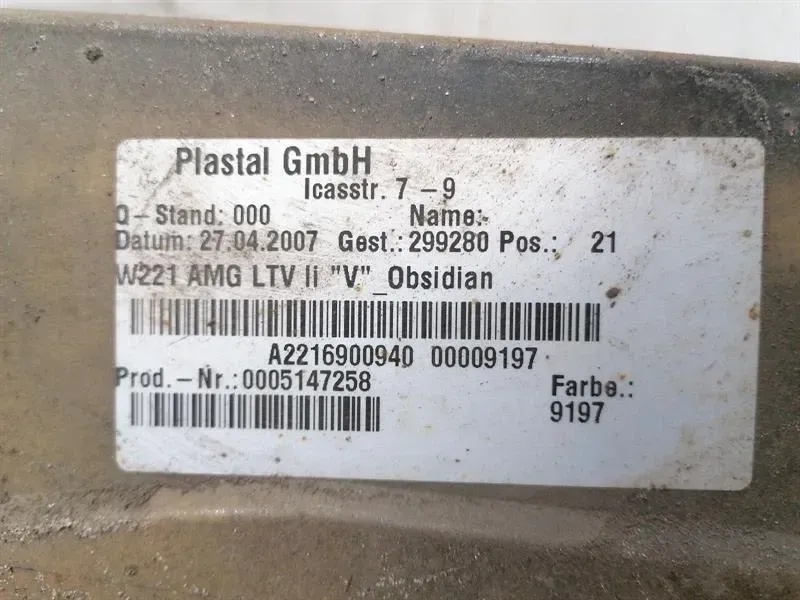 Plastal GmbH
Icasstr. 7-9
Q-Stand: 000 Name:-
Datum: 27.04.2007 Gest.: 299280 Pos.: 21
W221 AMG LTV li "V"_Obsidian
A2216900940 00009197
Prod.-Nr.:0005147258 Farbe.:
9197